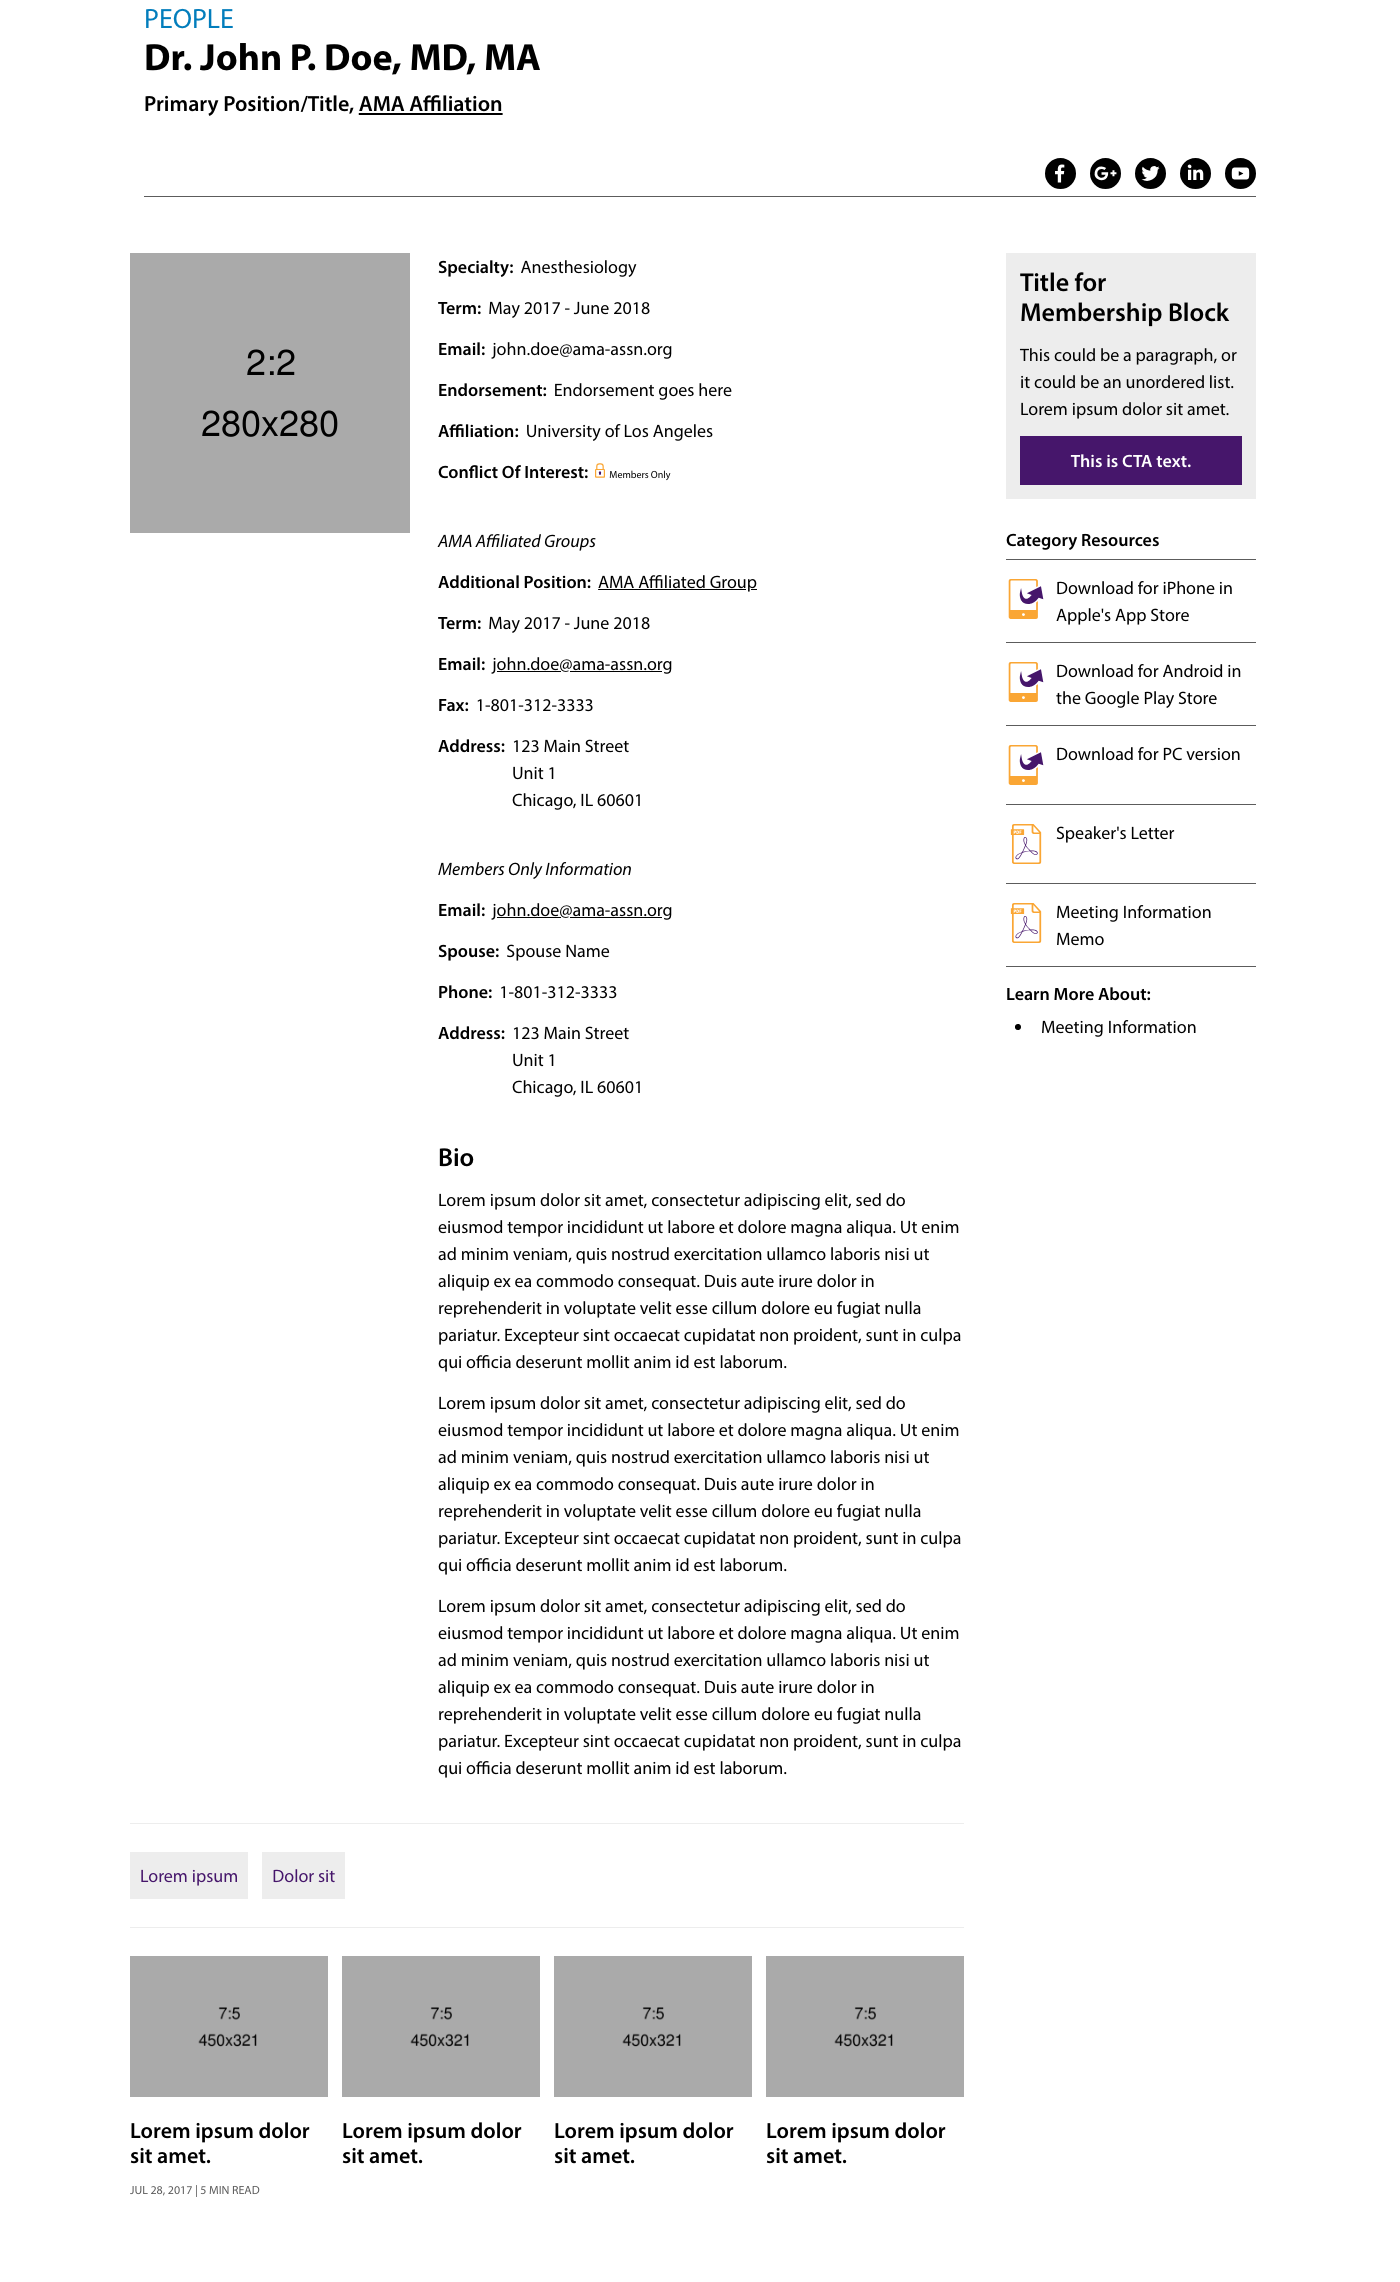 PEOPLE
Dr. John P. Doe, MD, MA
Primary Position/Title, AMA Affiliation
2:2
280x280
Specialty: Anesthesiology
Term: May 2017 - June 2018
Email: john.doe@ama-assn.org
Endorsement: Endorsement goes here
Affiliation: University of Los Angeles
Conflict Of Interest: Members Only
AMA Affiliated Groups
Additional Position: AMA Affiliated Group
Term: May 2017 - June 2018
Email: john.doe@ama-assn.org
Fax: 1-801-312-3333
Address: 123 Main Street
Unit 1
Chicago, IL 60601
Members Only Information
Email: john.doe@ama-assn.org
Spouse: Spouse Name
Phone: 1-801-312-3333
Address: 123 Main Street
Unit 1
Chicago, IL 60601
Bio
Lorem ipsum dolor sit amet, consectetur adipiscing elit, sed do
eiusmod tempor incididunt ut labore et dolore magna aliqua. Ut enim
ad minim veniam, quis nostrud exercitation ullamco laboris nisi ut
aliquip ex ea commodo consequat. Duis aute irure dolor in
reprehenderit in voluptate velit esse cillum dolore eu fugiat nulla
pariatur. Excepteur sint occaecat cupidatat non proident, sunt in culpa
qui officia deserunt mollit anim id est laborum.
Lorem ipsum dolor sit amet, consectetur adipiscing elit, sed do
eiusmod tempor incididunt ut labore et dolore magna aliqua. Ut enim
ad minim veniam, quis nostrud exercitation ullamco laboris nisi ut
aliquip ex ea commodo consequat. Duis aute irure dolor in
reprehenderit in voluptate velit esse cillum dolore eu fugiat nulla
pariatur. Excepteur sint occaecat cupidatat non proident, sunt in culpa
qui officia deserunt mollit anim id est laborum.
Lorem ipsum dolor sit amet, consectetur adipiscing elit, sed do
eiusmod tempor incididunt ut labore et dolore magna aliqua. Ut enim
ad minim veniam, quis nostrud exercitation ullamco laboris nisi ut
aliquip ex ea commodo consequat. Duis aute irure dolor in
reprehenderit in voluptate velit esse cillum dolore eu fugiat nulla
pariatur. Excepteur sint occaecat cupidatat non proident, sunt in culpa
qui officia deserunt mollit anim id est laborum.
Title for
Membership Block
This could be a paragraph, or
it could be an unordered list.
Lorem ipsum dolor sit amet.
This is CTA text.
Category Resources
Download for iPhone in
Apple's App Store
Download for Android in
the Google Play Store
Download for PC version
PDF
Speaker's Letter
PDF
Meeting Information
Memo
Learn More About:
• Meeting Information
Lorem ipsum
Dolor sit
7:5
450x321
Lorem ipsum dolor
sit amet.
JUL 28, 2017 | 5 MIN READ
7:5
450x321
Lorem ipsum dolor
sit amet.
7:5
450x321
Lorem ipsum dolor
sit amet.
7:5
450x321
Lorem ipsum dolor
sit amet.